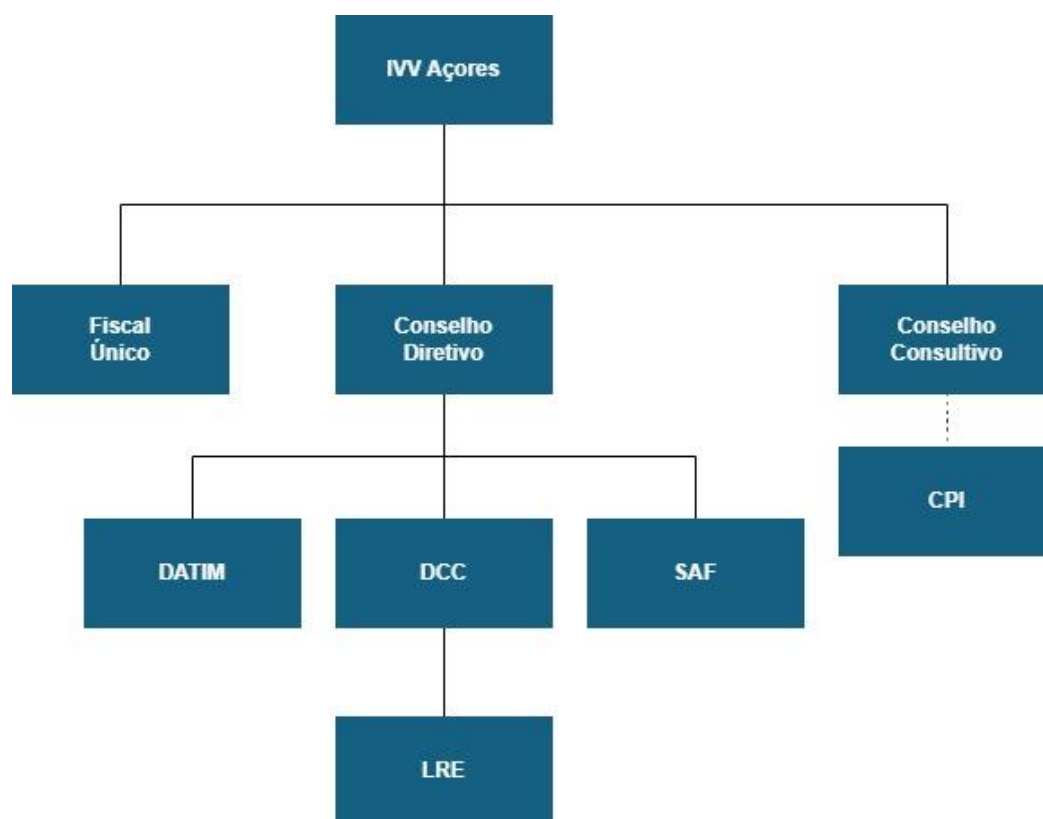 IVV Açores
Fiscal
Único
Conselho
Diretivo
Conselho
Consultivo
CPI
DATIM
DCC
SAF
LRE